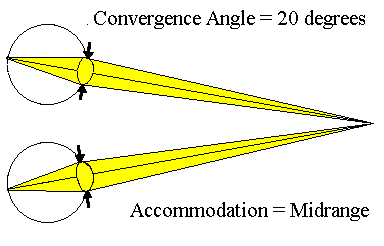 Convergence Angle = 20 degrees
Accommodation = Midrange